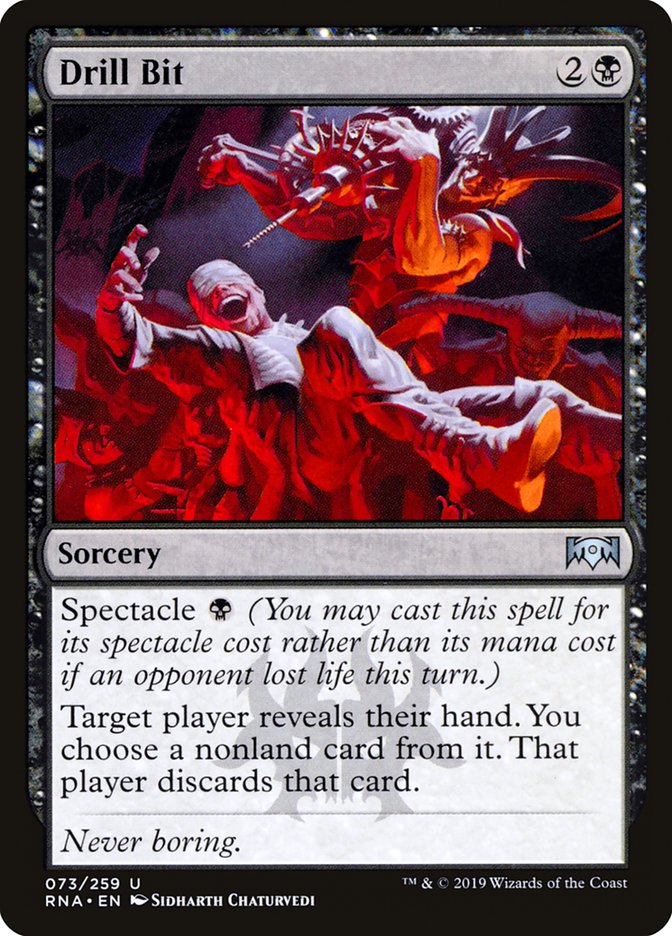 Drill Bit 2
Sorcery
Spectacle (You may cast this spell for
its spectacle cost rather than its mana cost
if an opponent lost life this turn.)
Target player reveals their hand. You
choose a nonland card from it. That
player discards that card.
Never boring.
073/259 U
RNA • EN Sidharth Chaturvedi
™ & © 2019 Wizards of the Coast